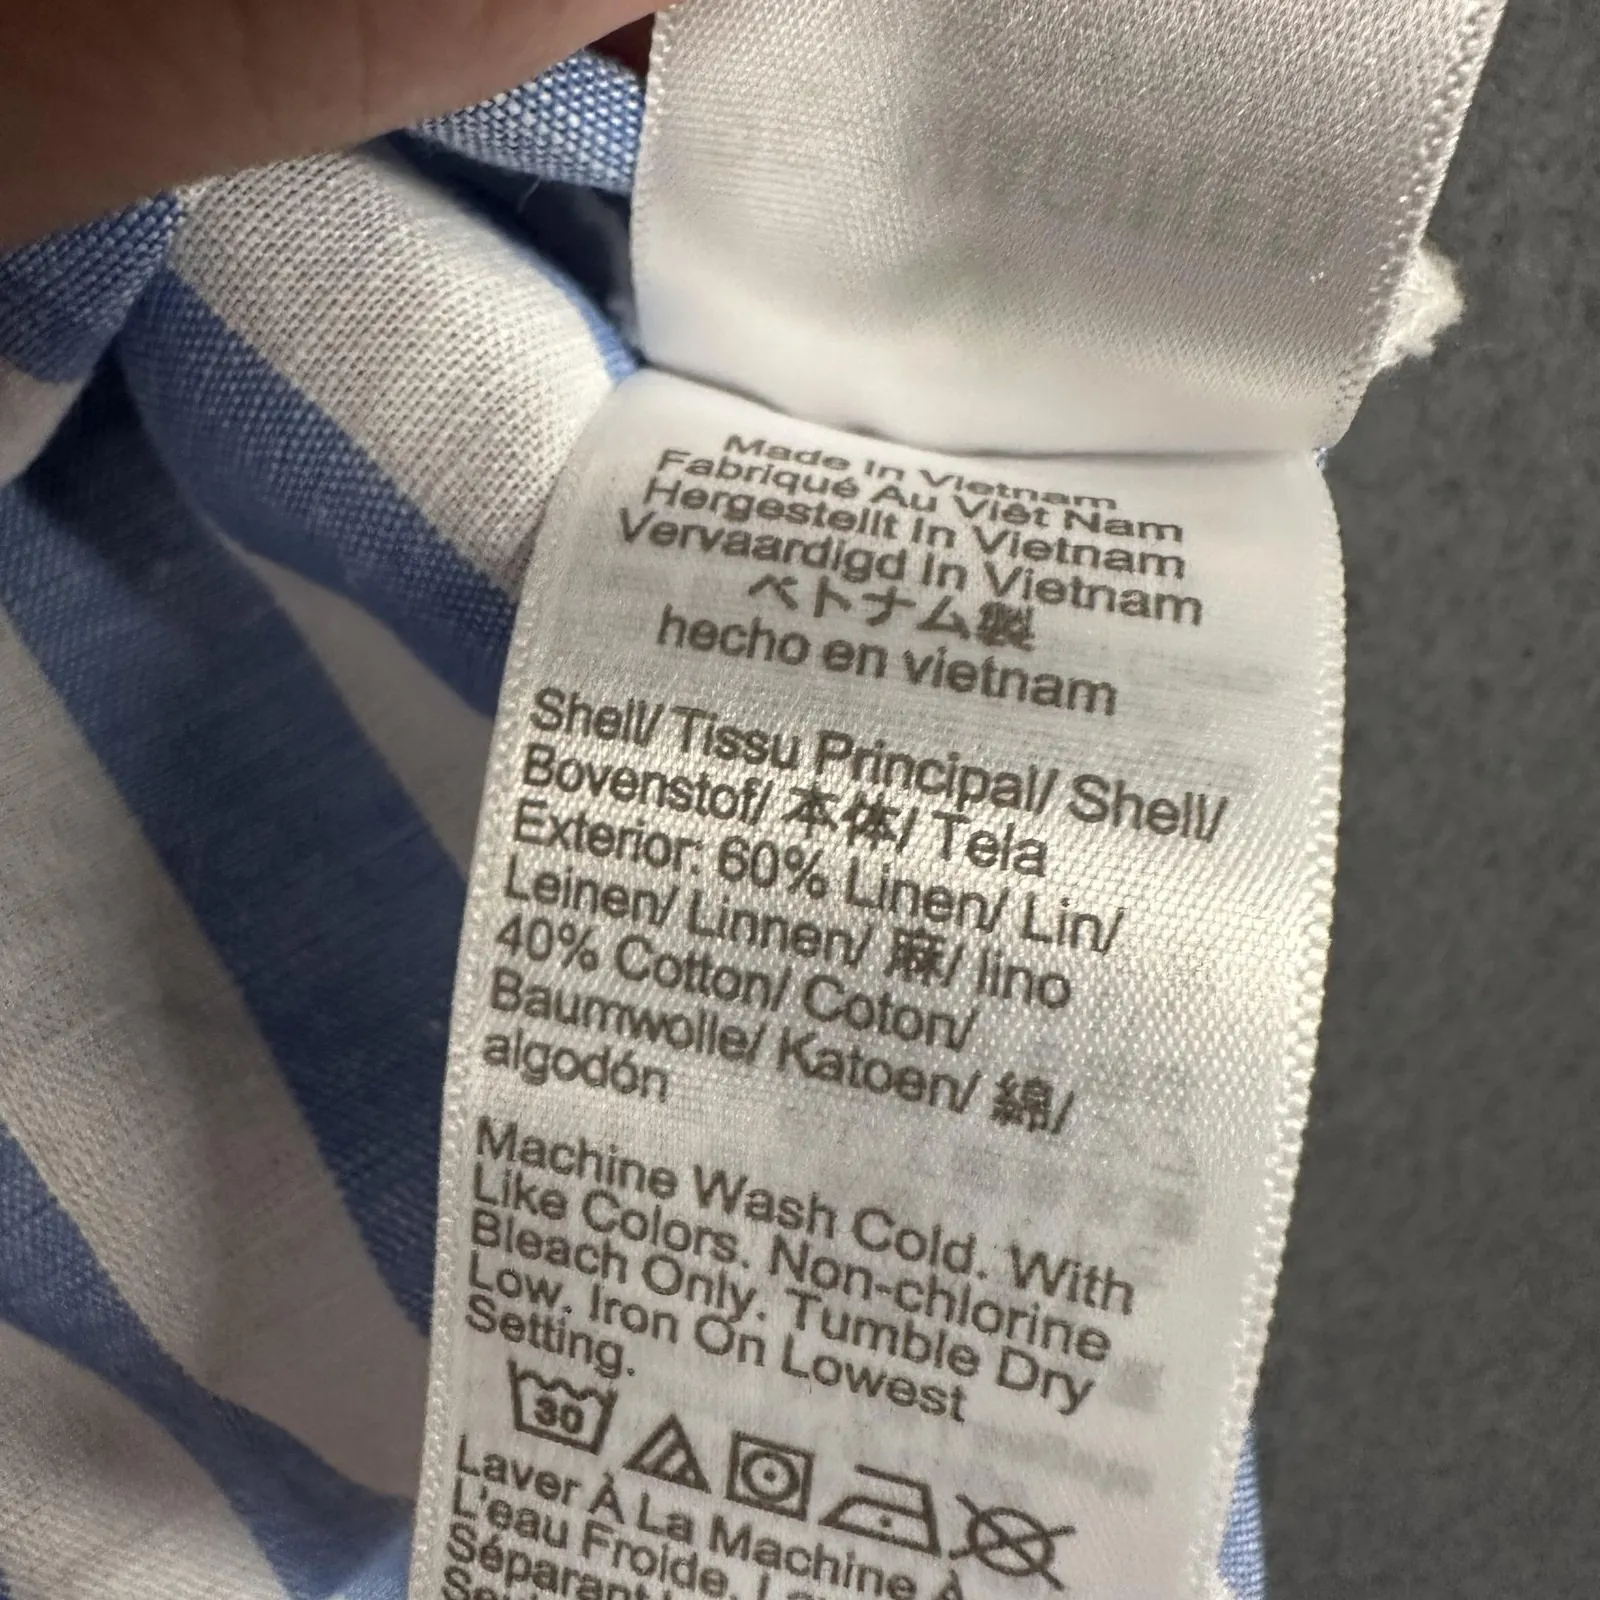 Made In Vietnam
Fabriqué Au Viêt Nam
Hergestellt In Vietnam
Vervaardigd In Vietnam
ベトナム製
hecho en vietnam
Shell/ Tissu Principal/ Shell/
Bovenstof/ 本体/ Tela
Exterior: 60% Linen/ Lin/
Leinen/ Linnen/ 麻/ lino
40% Cotton/ Coton/
Baumwolle/ Katoen/ 綿/
algodón
Machine Wash Cold. With
Like Colors. Non-chlorine
Bleach Only. Tumble Dry
Low. Iron On Lowest
Setting.
30
Laver À La Machine À
L'eau Froide.
Séparant